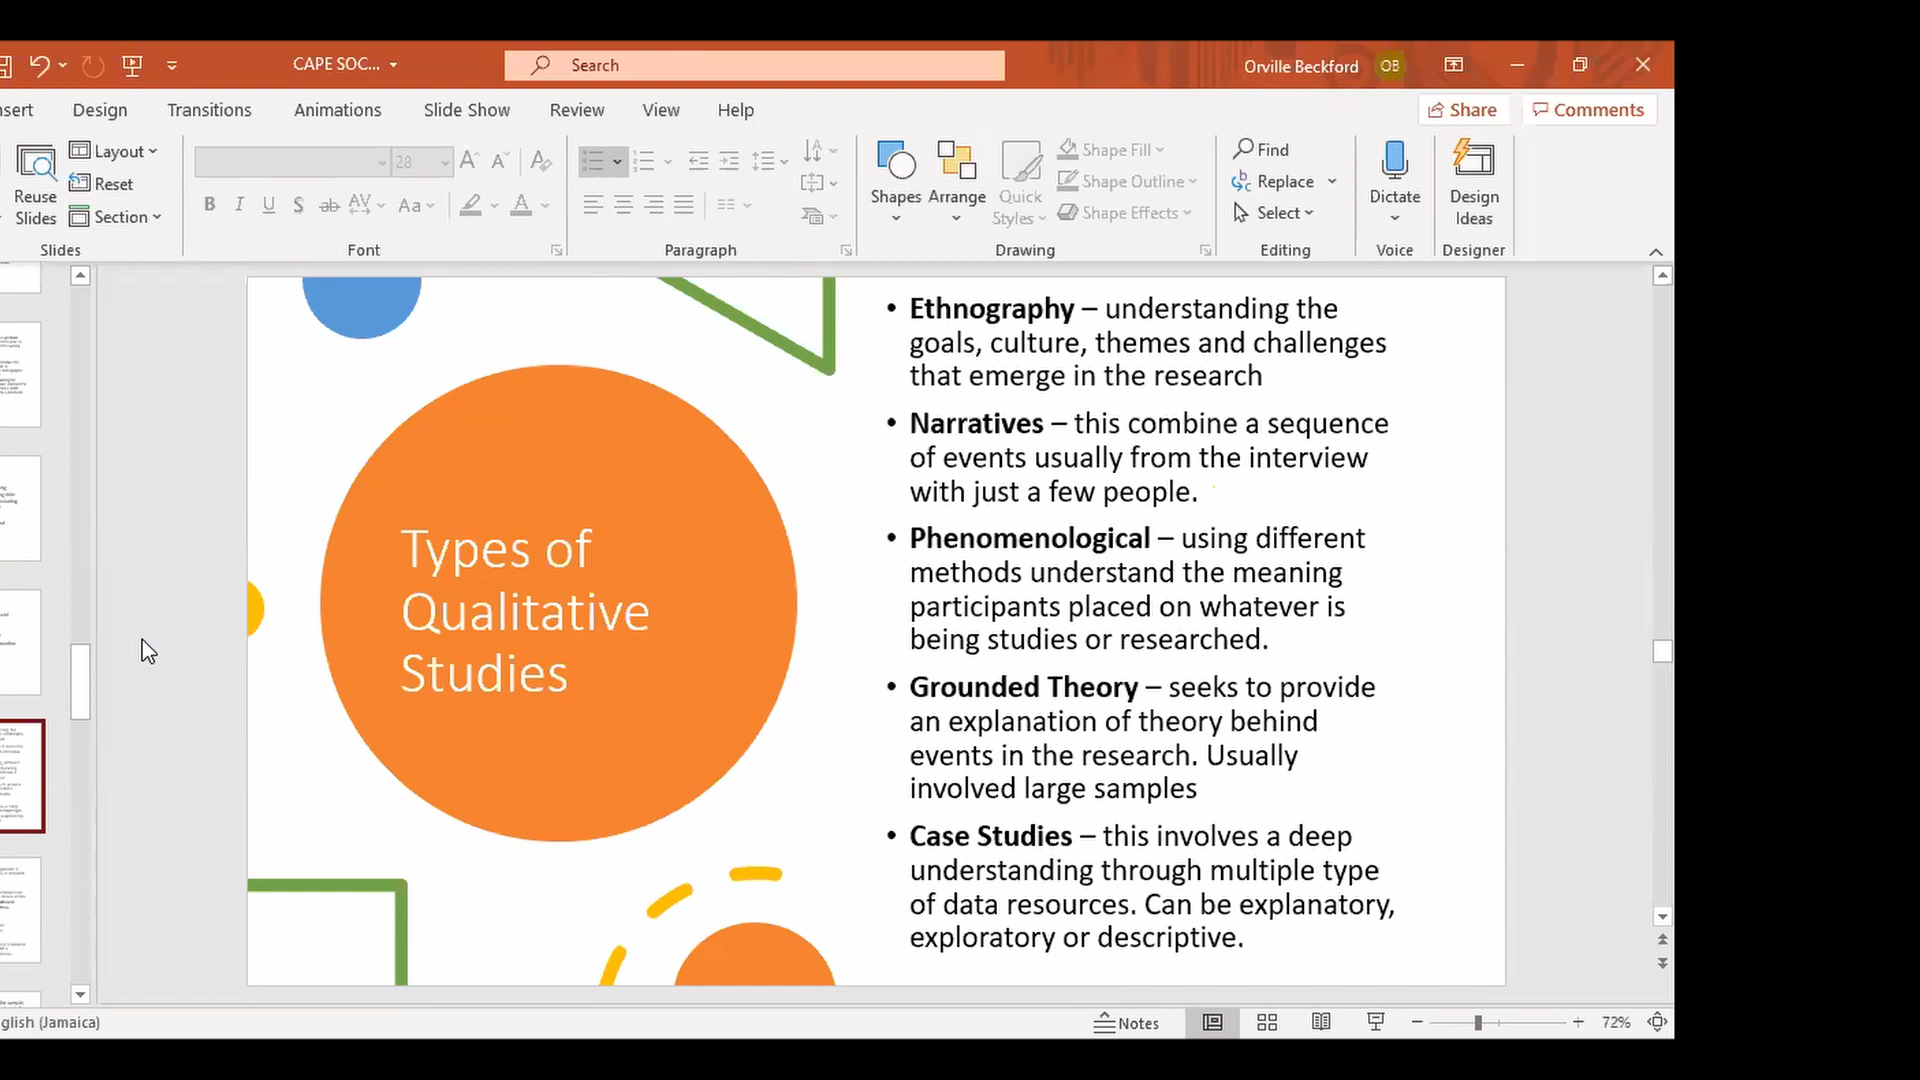 CAPE SOC...
Search
Orville Beckford
OB
nsert
Design
Transitions
Animations
Slide Show
Review
View
Help
Share
Comments
Reuse
Slides
Layout
Reset
Section
28
B I U S ab AV Aa A
Shapes
Arrange
Quick
Styles
Shape Fill
Shape Outline
Shape Effects
Find
Replace
Select
Dictate
Design
Ideas
Slides
Font
Paragraph
Drawing
Editing
Voice
Designer
Types of
Qualitative
Studies
• Ethnography – understanding the
goals, culture, themes and challenges
that emerge in the research
• Narratives – this combine a sequence
of events usually from the interview
with just a few people.
• Phenomenological – using different
methods understand the meaning
participants placed on whatever is
being studies or researched.
• Grounded Theory – seeks to provide
an explanation of theory behind
events in the research. Usually
involved large samples
• Case Studies – this involves a deep
understanding through multiple type
of data resources. Can be explanatory,
exploratory or descriptive.
glish (Jamaica)
Notes
72%